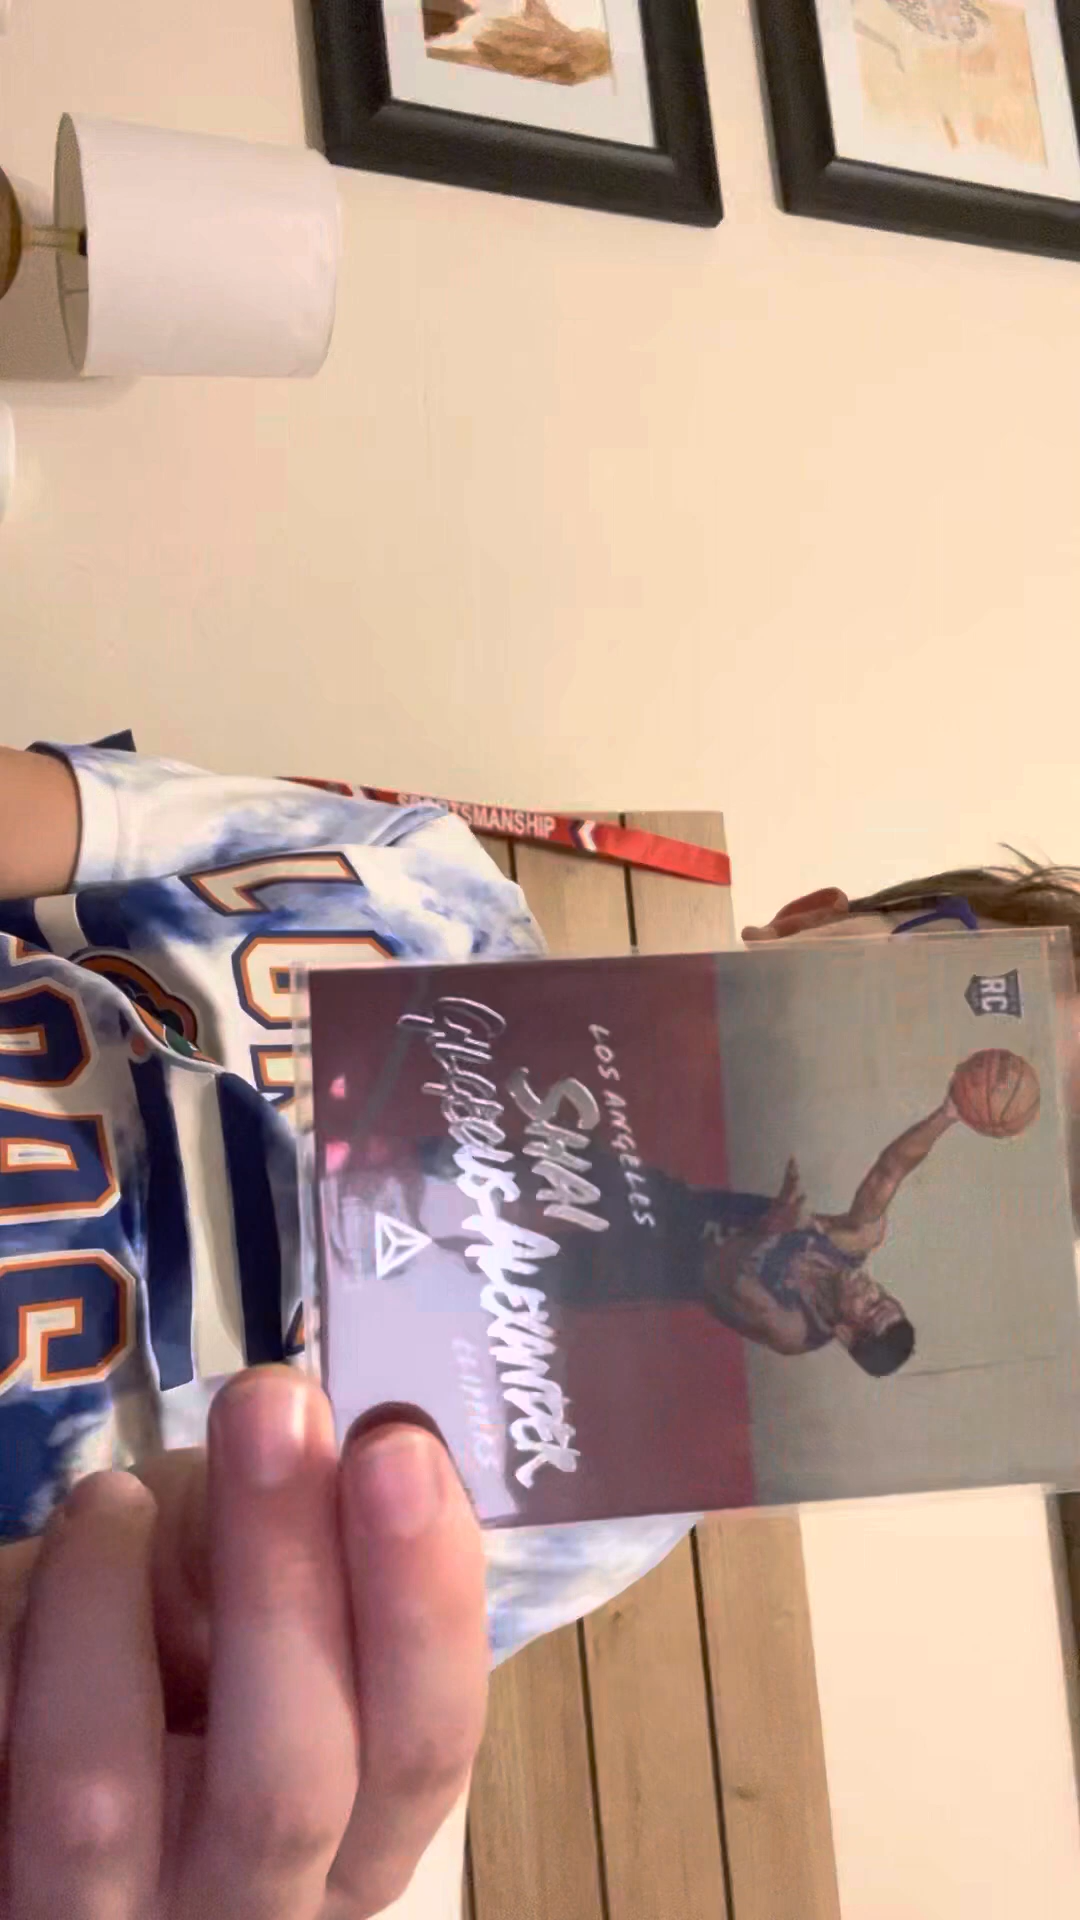 RC
LOS ANGELES
SHAI
GILGEOUS-ALEXANDER
CLIPPERS
SPORTSMANSHIP